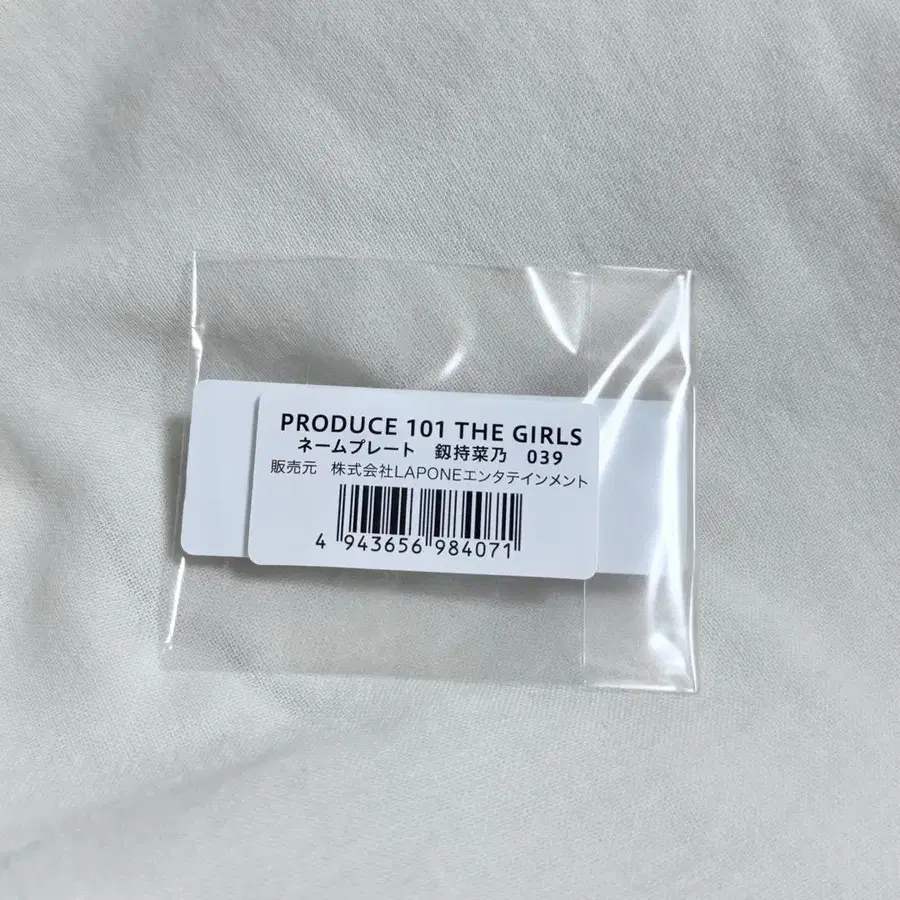 PRODUCE 101 THE GIRLS
ネームプレート　釼持菜乃　039
販売元　株式会社LAPONEエンタテインメント
4 943656 984071